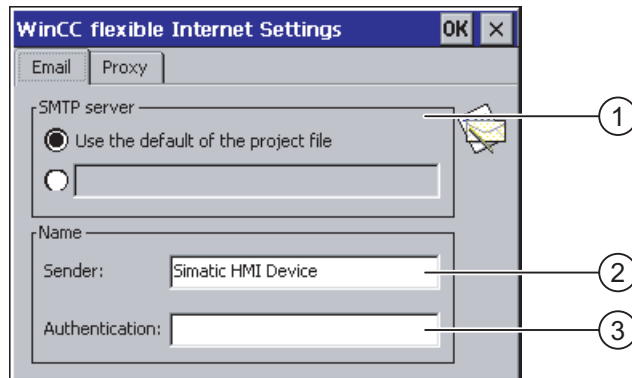 WinCC flexible Internet Settings OK ×
Email Proxy
SMTP server
Use the default of the project file
1
Name
Sender: Simatic HMI Device
2
Authentication:
3